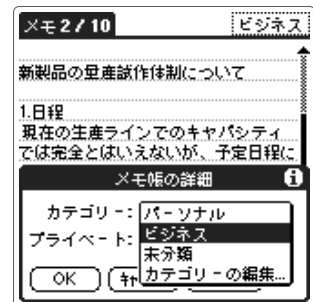 メモ 2 / 10 ビジネス
新製品の量産試作体制について
1.日程
現在の生産ラインでのキャパシティ
では完全とはいえないが、予定日程に
メモ帳の詳細
カテゴリー: パーソナル
プライベート: ビジネス
未分類
OK カテゴリーの編集...